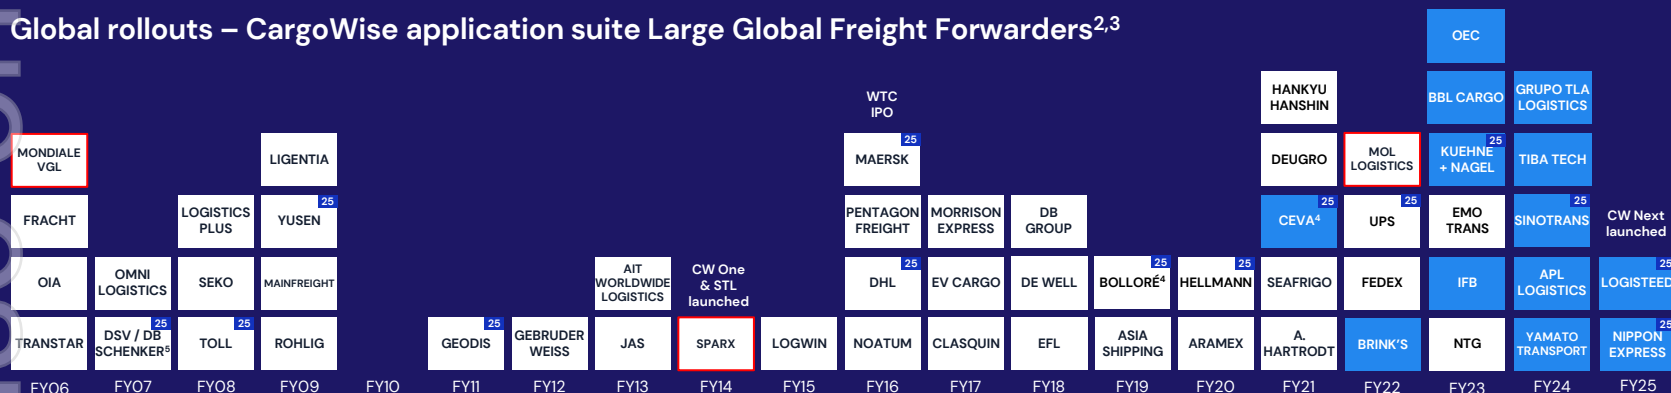 Global rollouts – CargoWise application suite Large Global Freight Forwarders2,3
OEC
HANKYU
HANSHIN
BBL CARGO
GRUPO TLA
LOGISTICS
WTC
IPO
MONDIALE
VGL
LIGENTIA
25
MAERSK
DEUGRO
MOL
LOGISTICS
25
KUEHNE
+ NAGEL
TIBA TECH
FRACHT
LOGISTICS
PLUS
25
YUSEN
PENTAGON
FREIGHT
MORRISON
EXPRESS
DB
GROUP
25
CEVA4
25
UPS
EMO
TRANS
25
SINOTRANS
CW Next
launched
OIA
OMNI
LOGISTICS
SEKO
MAINFREIGHT
AIT
WORLDWIDE
LOGISTICS
CW One
& STL
launched
25
DHL
EV CARGO
DE WELL
25
BOLLORÉ4
25
HELLMANN
SEAFRIGO
FEDEX
IFB
APL
LOGISTICS
25
LOGISTEED
TRANSTAR
25
DSV / DB
SCHENKER5
25
TOLL
ROHLIG
25
GEODIS
GEBRUDER
WEISS
JAS
SPARX
LOGWIN
NOATUM
CLASQUIN
EFL
ASIA
SHIPPING
ARAMEX
A.
HARTRODT
BRINK'S
NTG
YAMATO
TRANSPORT
25
NIPPON
EXPRESS
FY06
FY07
FY08
FY09
FY10
FY11
FY12
FY13
FY14
FY15
FY16
FY17
FY18
FY19
FY20
FY21
FY22
FY23
FY24
FY25